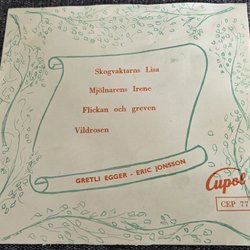 Skogvaktarns Lisa
Mjölnarens Irene
Flickan och greven
Vildrosen
GRETLI EGGER - ERIC JONSSON
Cupol
CEP 77